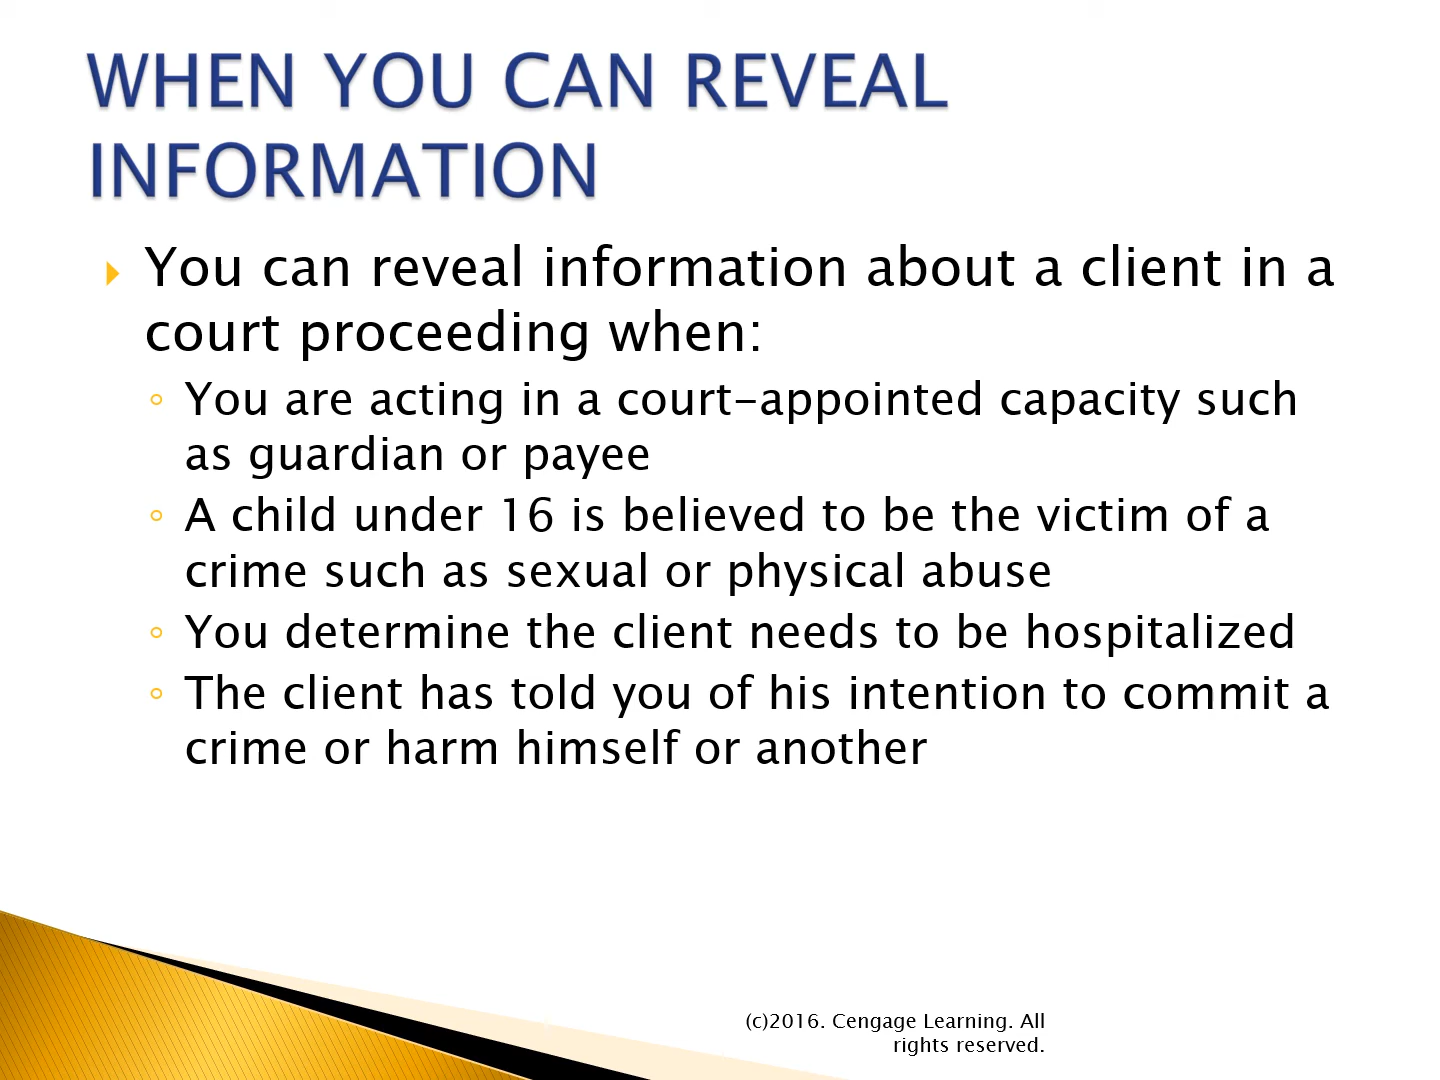 WHEN YOU CAN REVEAL
INFORMATION
You can reveal information about a client in a
court proceeding when:
You are acting in a court-appointed capacity such
as guardian or payee
A child under 16 is believed to be the victim of a
crime such as sexual or physical abuse
You determine the client needs to be hospitalized
The client has told you of his intention to commit a
crime or harm himself or another
(c)2016. Cengage Learning. All
rights reserved.